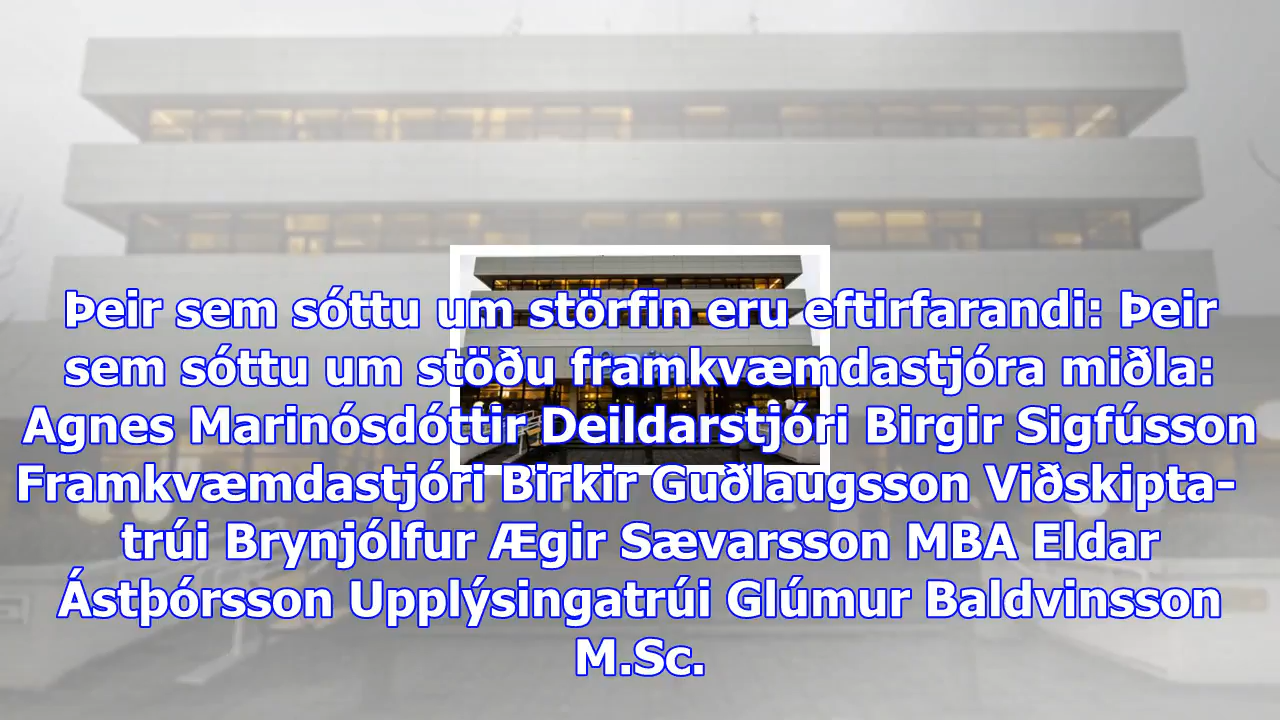 Þeir sem sóttu um störfin eru eftirfarandi: Þeir
sem sóttu um stöðu framkvæmdastjóra miðla:
Agnes Marinósdóttir Deildarstjóri Birgir Sigfússon
Framkvæmdastjóri Birkir Guðlaugsson Viðskipta-
trúi Brynjólfur Ægir Sævarsson MBA Eldar
Ástþórsson Upplýsingatrúi Glúmur Baldvinsson
M.Sc.